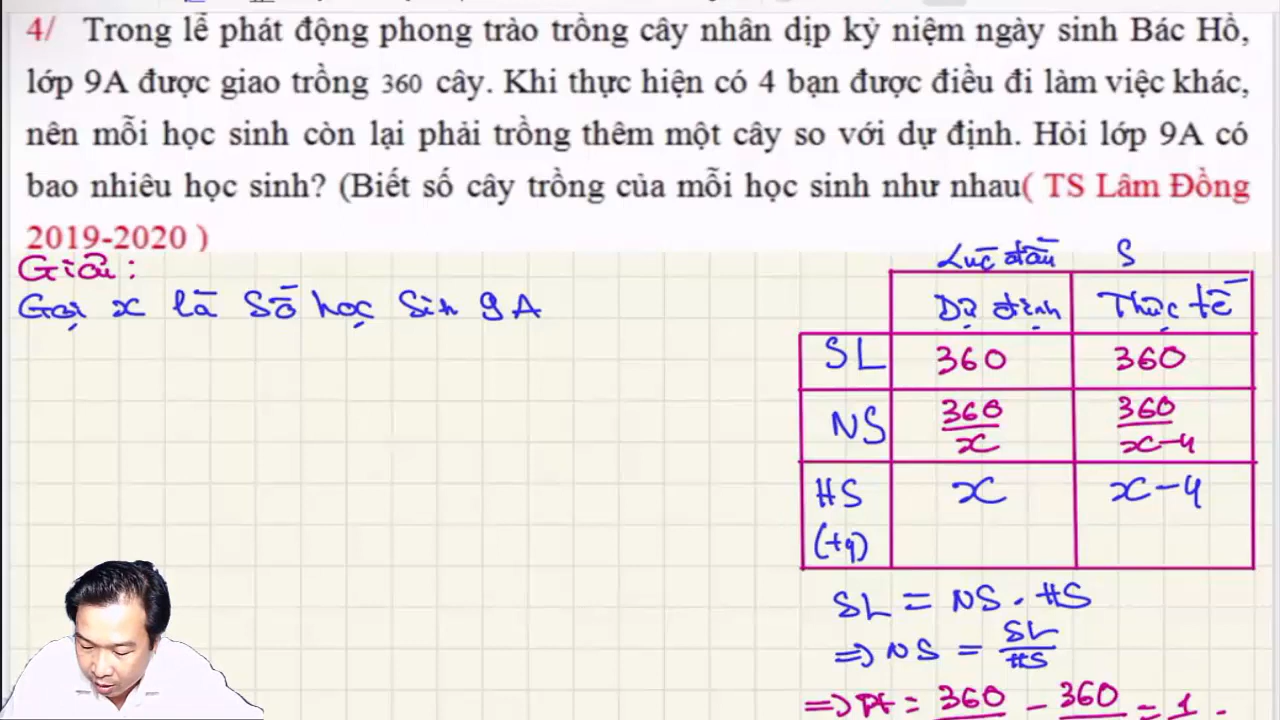 4/ Trong lễ phát động phong trào trồng cây nhân dịp kỷ niệm ngày sinh Bác Hồ,
lớp 9A được giao trồng 360 cây. Khi thực hiện có 4 bạn được điều đi làm việc khác,
nên mỗi học sinh còn lại phải trồng thêm một cây so với dự định. Hỏi lớp 9A có
bao nhiêu học sinh? (Biết số cây trồng của mỗi học sinh như nhau( TS Lâm Đồng
2019-2020 )
Giải:
Gọi x là số học sinh 9A
Lúc đầu S
Dự định Thực tế
SL 360 360
NS 360/x 360/x-4
HS x x-4
(tg)
SL = NS . HS
=> NS = SL/HS
=> Pt = 360 - 360 = 1 .